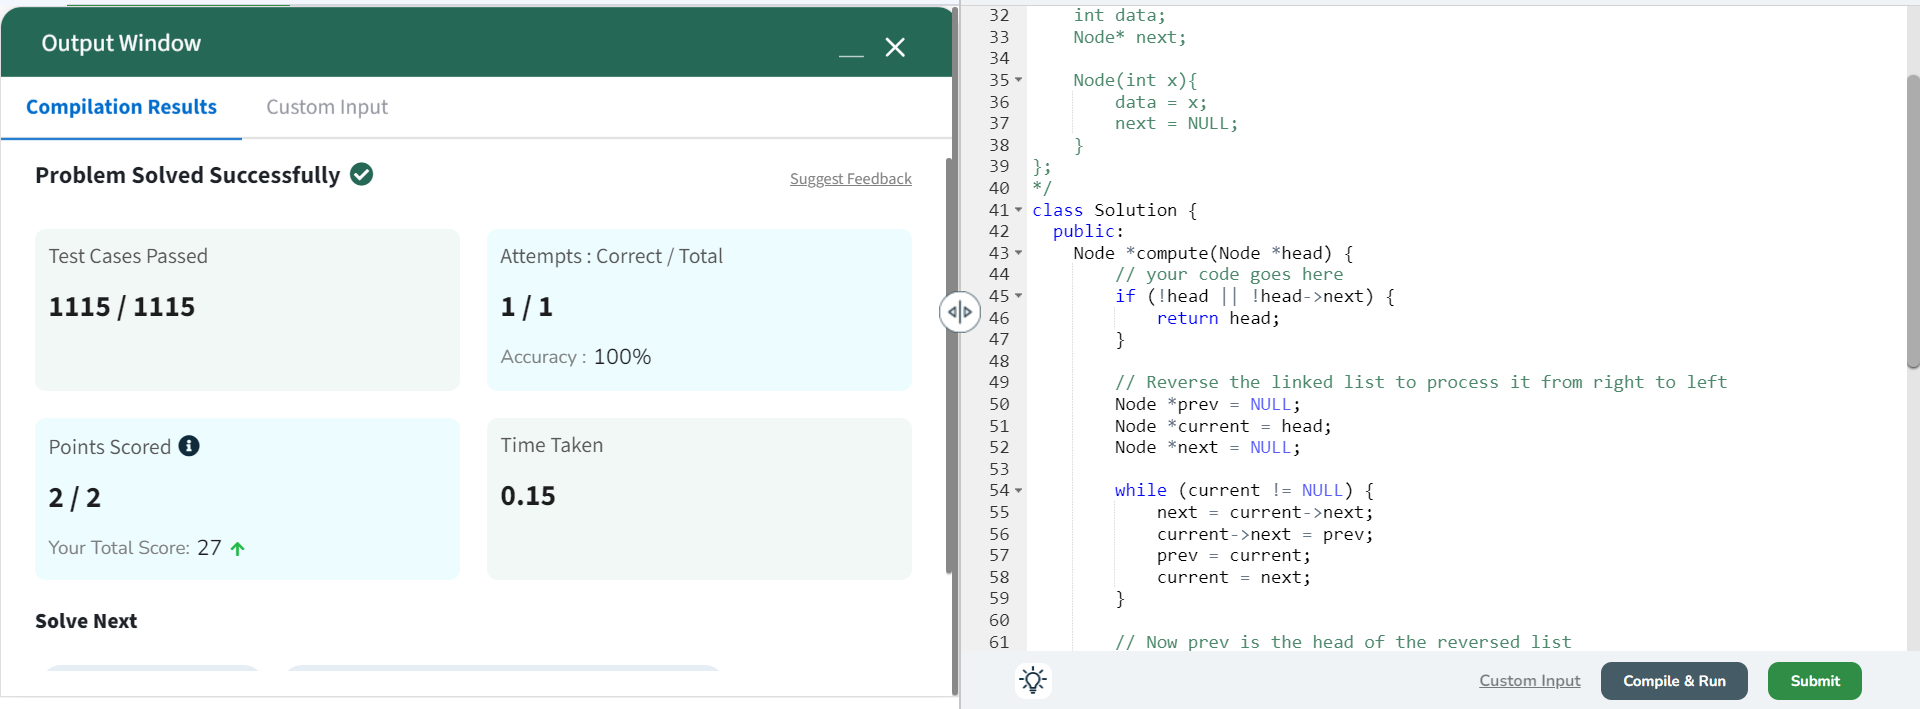 Output Window
Compilation Results
Custom Input
Problem Solved Successfully
Suggest Feedback
Test Cases Passed
1115 / 1115
Attempts : Correct / Total
1 / 1
Accuracy : 100%
Points Scored
2 / 2
Your Total Score: 27
Time Taken
0.15
Solve Next
32     int data;
33     Node* next;
34
35     Node(int x){
36         data = x;
37         next = NULL;
38     }
39 };
40 */
41 class Solution {
42   public:
43     Node *compute(Node *head) {
44         // your code goes here
45         if (!head || !head->next) {
46             return head;
47         }
48
49         // Reverse the linked list to process it from right to left
50         Node *prev = NULL;
51         Node *current = head;
52         Node *next = NULL;
53
54         while (current != NULL) {
55             next = current->next;
56             current->next = prev;
57             prev = current;
58             current = next;
59         }
60
61         // Now prev is the head of the reversed list
Custom Input
Compile & Run
Submit